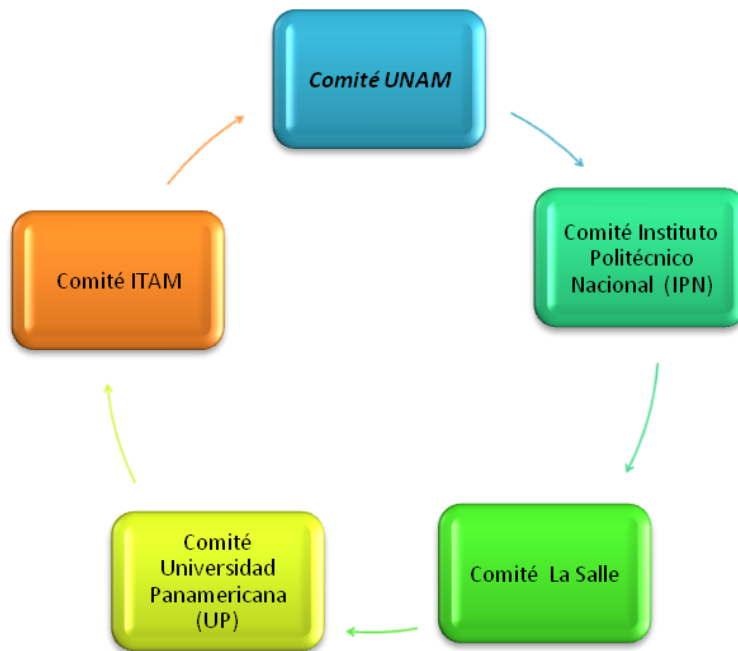 Comité UNAM
Comité Instituto
Politécnico
Nacional (IPN)
Comité La Salle
Comité
Universidad
Panamericana
(UP)
Comité ITAM